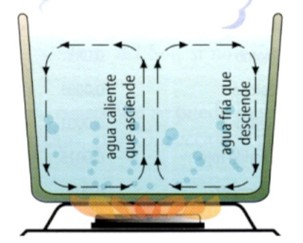 agua caliente
que asciende
agua fría que
desciende